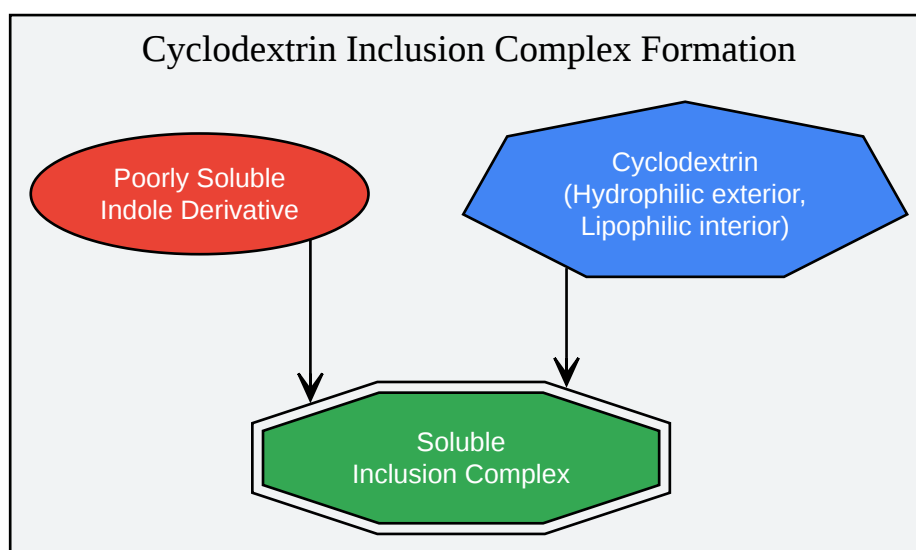 Cyclodextrin Inclusion Complex Formation
Poorly Soluble
Indole Derivative
Cyclodextrin
(Hydrophilic exterior,
Lipophilic interior)
Soluble
Inclusion Complex